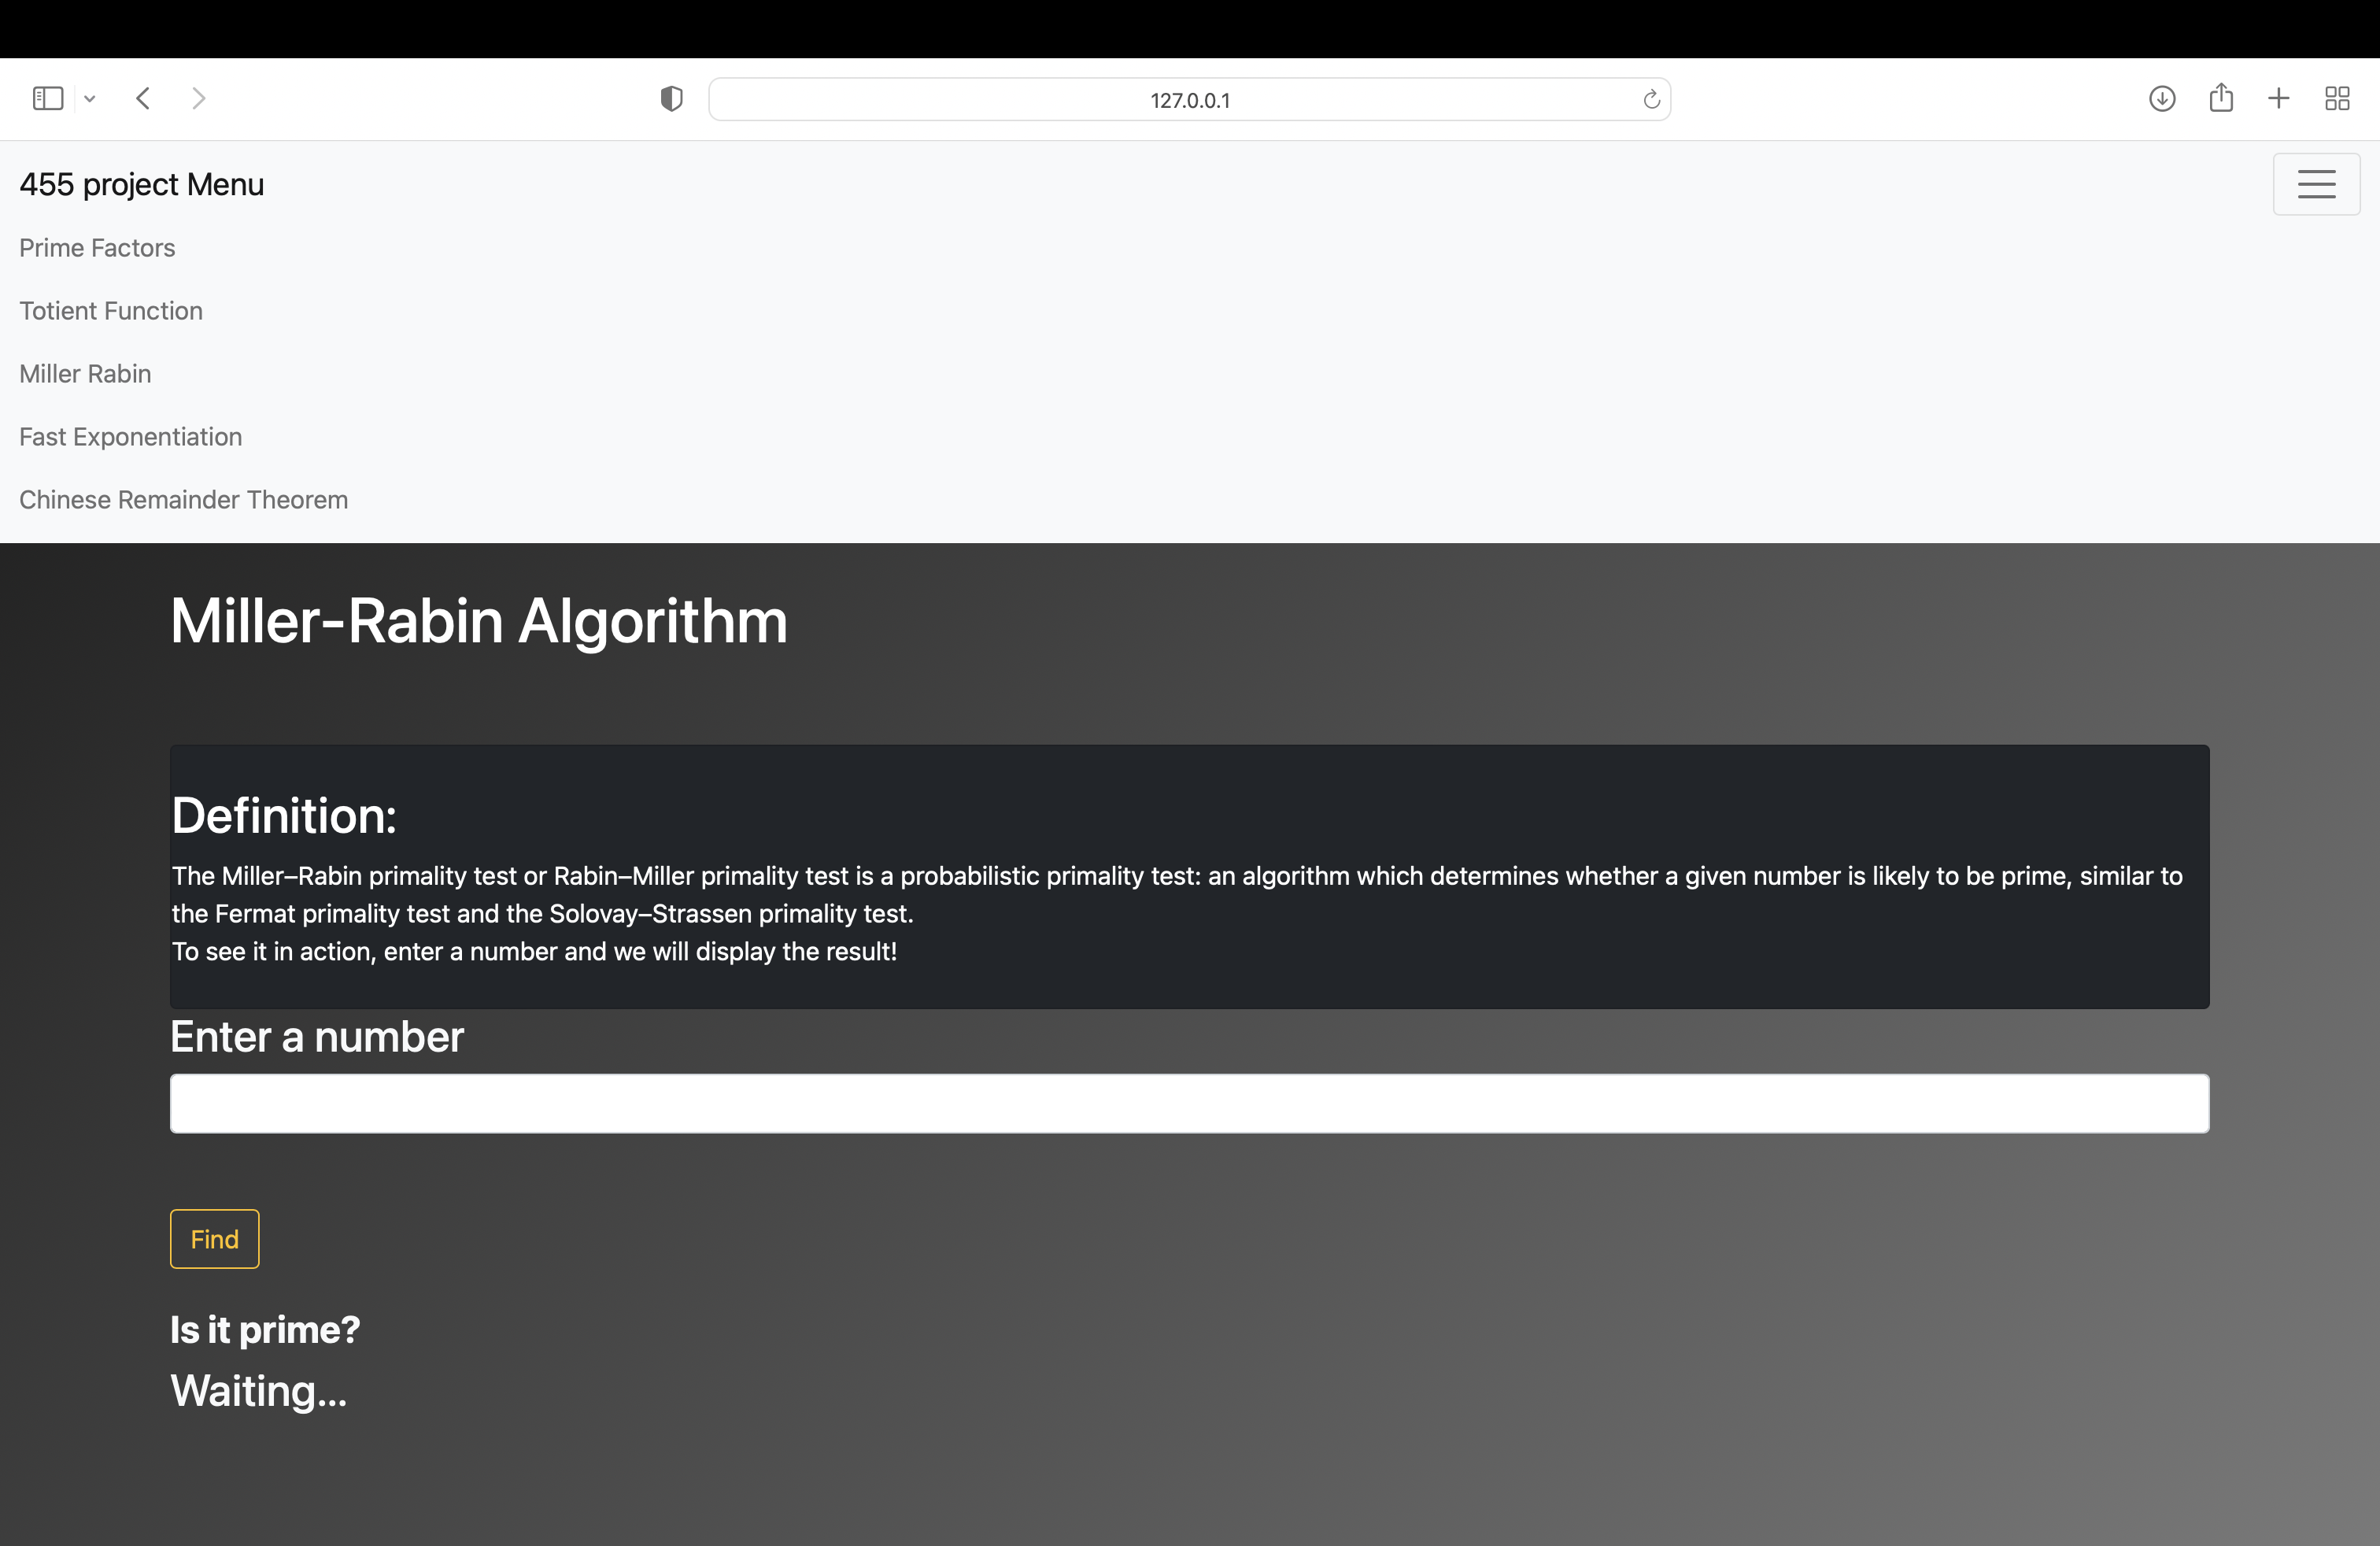 127.0.0.1
455 project Menu
Prime Factors
Totient Function
Miller Rabin
Fast Exponentiation
Chinese Remainder Theorem
Miller-Rabin Algorithm
Definition:
The Miller–Rabin primality test or Rabin–Miller primality test is a probabilistic primality test: an algorithm which determines whether a given number is likely to be prime, similar to
the Fermat primality test and the Solovay–Strassen primality test.
To see it in action, enter a number and we will display the result!
Enter a number
Find
Is it prime?
Waiting...